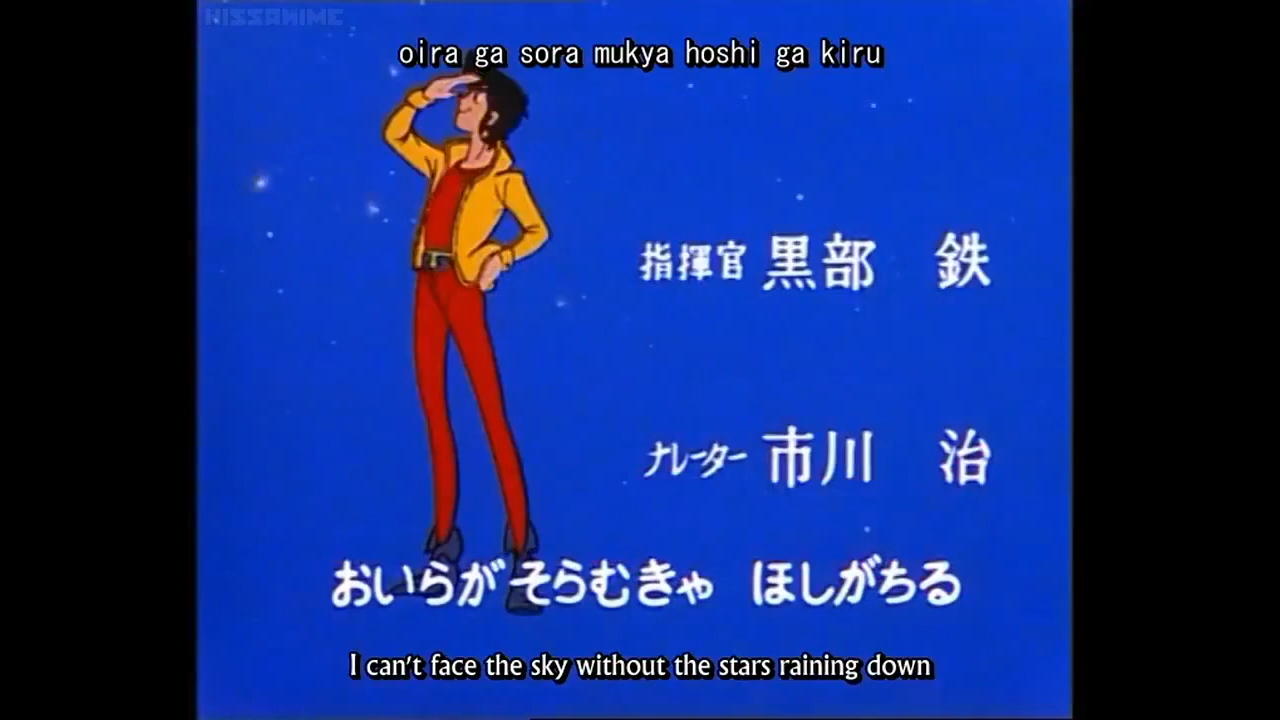 HISSANIME
oira ga sora mukya hoshi ga kiru
指揮官 黒部 鉄
ナレーター 市川 治
おいらがそらむきゃ ほしがちる
I can't face the sky without the stars raining down